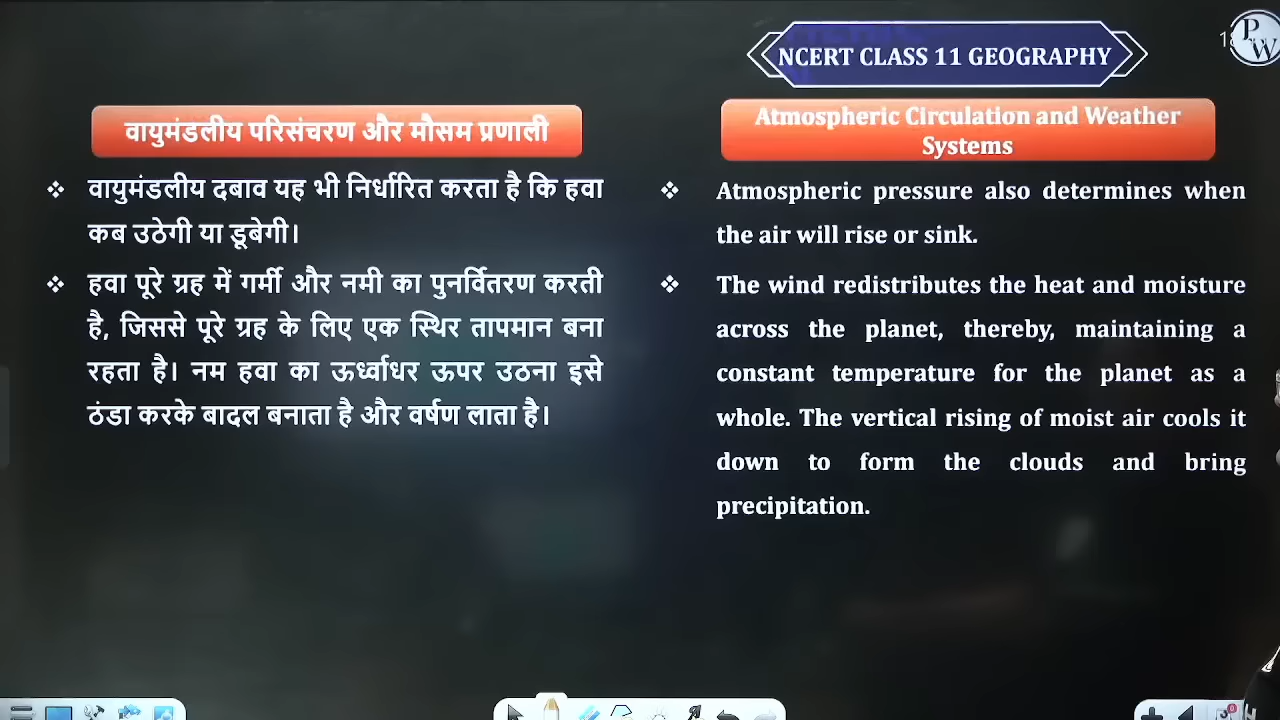 NCERT CLASS 11 GEOGRAPHY
PW
वायुमंडलीय परिसंचरण और मौसम प्रणाली
वायुमंडलीय दबाव यह भी निर्धारित करता है कि हवा
कब उठेगी या डूबेगी।
हवा पूरे ग्रह में गर्मी और नमी का पुनर्वितरण करती
है, जिससे पूरे ग्रह के लिए एक स्थिर तापमान बना
रहता है। नम हवा का ऊर्ध्वाधर ऊपर उठना इसे
ठंडा करके बादल बनाता है और वर्षण लाता है।
Atmospheric Circulation and Weather
Systems
Atmospheric pressure also determines when
the air will rise or sink.
The wind redistributes the heat and moisture
across the planet, thereby, maintaining a
constant temperature for the planet as a
whole. The vertical rising of moist air cools it
down to form the clouds and bring
precipitation.